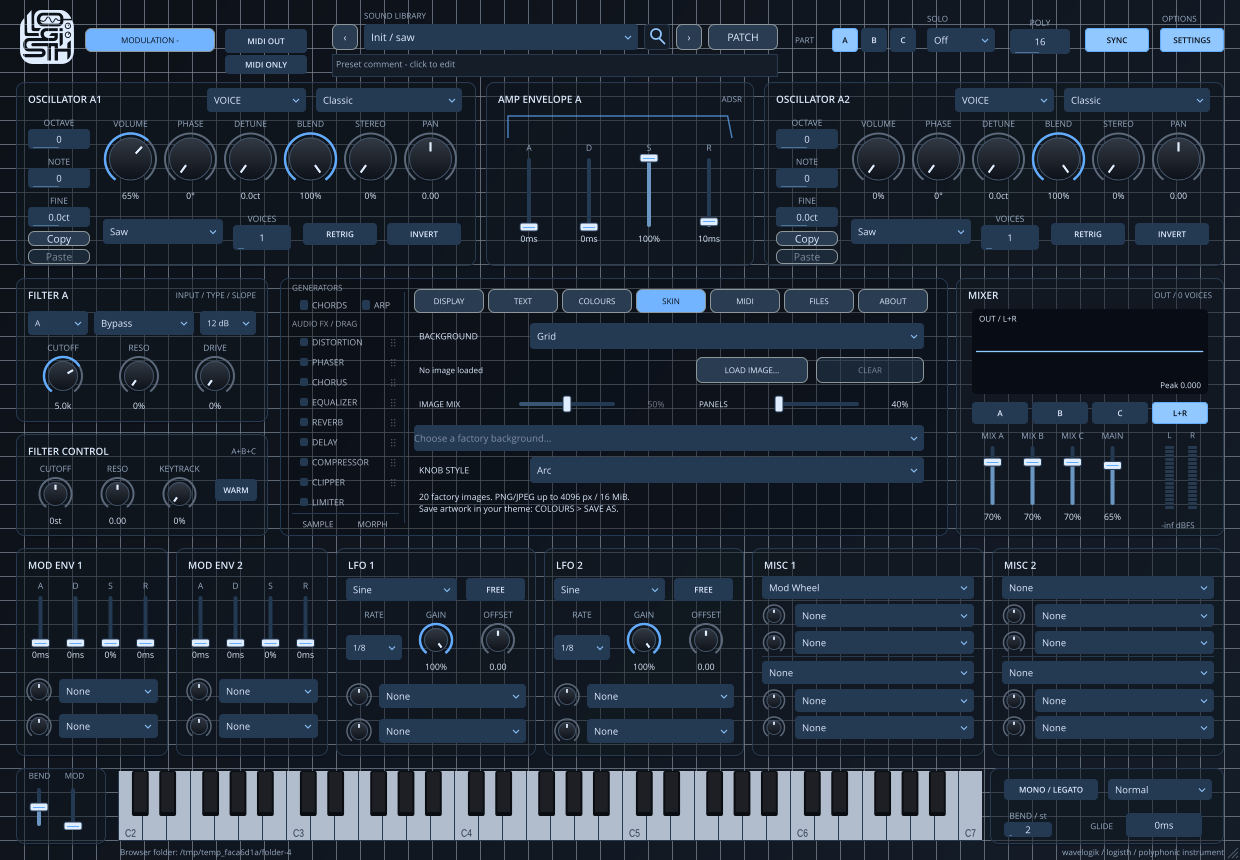 LOGISTH
MODULATION -
MIDI OUT
MIDI ONLY
SOUND LIBRARY
‹
Init / saw
›
PATCH
Preset comment - click to edit
PART
A
B
C
SOLO
Off
POLY
16
SYNC
OPTIONS
SETTINGS
OSCILLATOR A1
VOICE
Classic
OCTAVE
0
NOTE
0
FINE
0.0ct
Copy
Paste
VOLUME
PHASE
DETUNE
BLEND
STEREO
PAN
65%
0°
0.0ct
100%
0%
0.00
Saw
VOICES
1
RETRIG
INVERT
AMP ENVELOPE A
ADSR
A
D
S
R
0ms
0ms
100%
10ms
OSCILLATOR A2
VOICE
Classic
OCTAVE
0
NOTE
0
FINE
0.0ct
Copy
Paste
VOLUME
PHASE
DETUNE
BLEND
STEREO
PAN
0%
0°
0.0ct
100%
0%
0.00
Saw
VOICES
1
RETRIG
INVERT
FILTER A
INPUT / TYPE / SLOPE
A
Bypass
12 dB
CUTOFF
RESO
DRIVE
5.0k
0%
0%
FILTER CONTROL
A+B+C
CUTOFF
RESO
KEYTRACK
WARM
0st
0.00
0%
GENERATORS
CHORDS
ARP
AUDIO FX / DRAG
DISTORTION
PHASER
CHORUS
EQUALIZER
REVERB
DELAY
COMPRESSOR
CLIPPER
LIMITER
SAMPLE
MORPH
DISPLAY
TEXT
COLOURS
SKIN
MIDI
FILES
ABOUT
BACKGROUND
Grid
No image loaded
LOAD IMAGE...
CLEAR
IMAGE MIX
50%
PANELS
40%
Choose a factory background...
KNOB STYLE
Arc
20 factory images. PNG/JPEG up to 4096 px / 16 MiB.
Save artwork in your theme: COLOURS > SAVE AS.
MIXER
OUT / 0 VOICES
OUT / L+R
Peak 0.000
A
B
C
L+R
MIX A
MIX B
MIX C
MAIN
L
R
70%
70%
70%
65%
-inf dBFS
MOD ENV 1
A
D
S
R
0ms
0ms
0%
0ms
None
None
MOD ENV 2
A
D
S
R
0ms
0ms
0%
0ms
None
None
LFO 1
Sine
FREE
RATE
GAIN
OFFSET
1/8
100%
0.00
None
None
LFO 2
Sine
FREE
RATE
GAIN
OFFSET
1/8
100%
0.00
None
None
MISC 1
Mod Wheel
None
None
None
None
None
MISC 2
None
None
None
None
None
None
BEND
MOD
C2
C3
C4
C5
C6
C7
MONO / LEGATO
Normal
BEND / st
2
GLIDE
0ms
Browser folder: /tmp/temp_faca6d1a/folder-4
wavelogik / logisth / polyphonic instrument